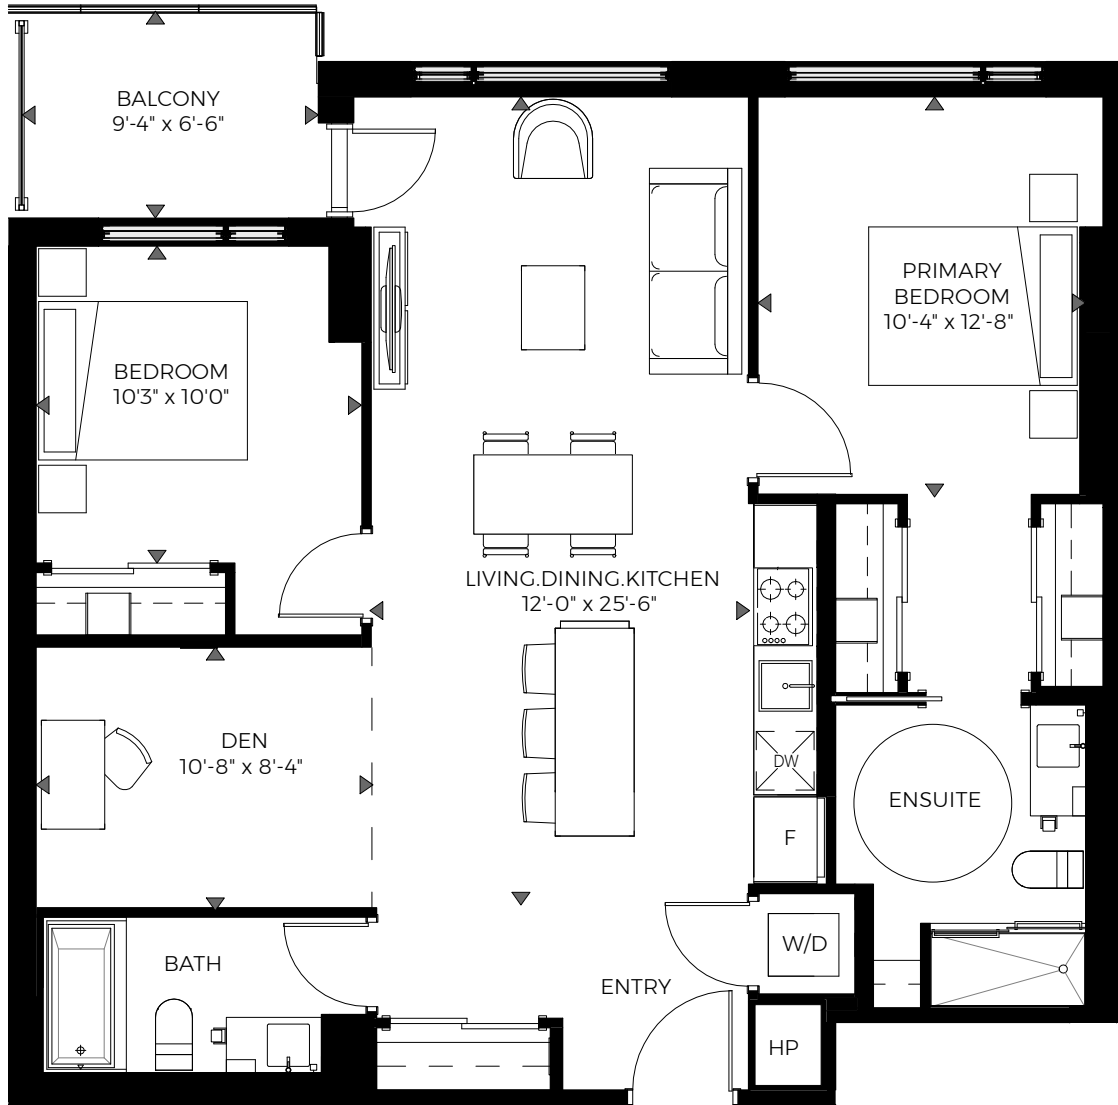 BALCONY
9'-4" x 6'-6"
PRIMARY
BEDROOM
10'-4" x 12'-8"
BEDROOM
10'3" x 10'0"
LIVING.DINING.KITCHEN
12'-0" x 25'-6"
DEN
10'-8" x 8'-4"
DW
ENSUITE
F
W/D
BATH
ENTRY
HP